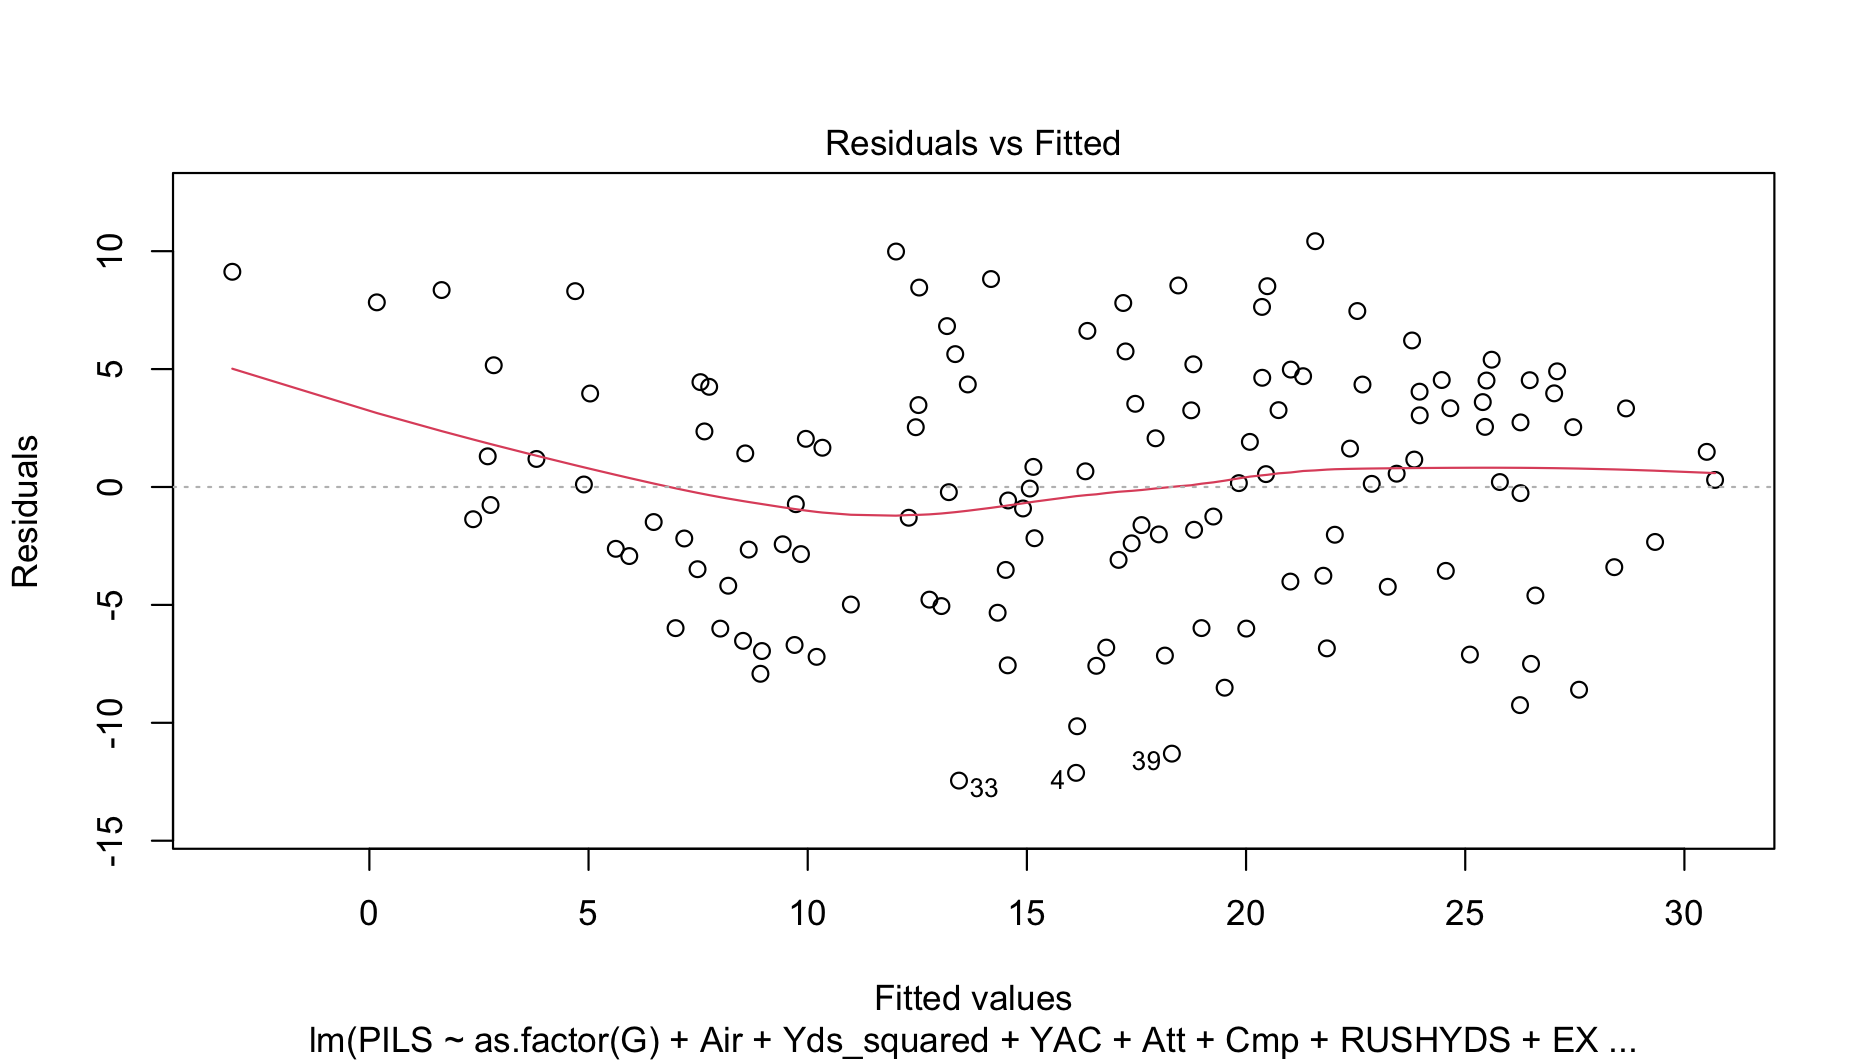 Residuals vs Fitted
10
5
0
-5
-10
-15
Residuals
39
4
33
0 5 10 15 20 25 30
Fitted values
lm(PILS ~ as.factor(G) + Air + Yds_squared + YAC + Att + Cmp + RUSHYDS + EX ...